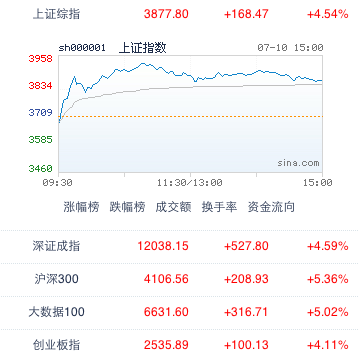 上证综指 3877.80 +168.47 +4.54%
sh000001 上证指数 07-10 15:00
3958
3834
3709
3585
3460
sina.com
09:30 11:30/13:00 15:00
涨幅榜 跌幅榜 成交额 换手率 资金流向
深证成指 12038.15 +527.80 +4.59%
沪深300 4106.56 +208.93 +5.36%
大数据100 6631.60 +316.71 +5.02%
创业板指 2535.89 +100.13 +4.11%